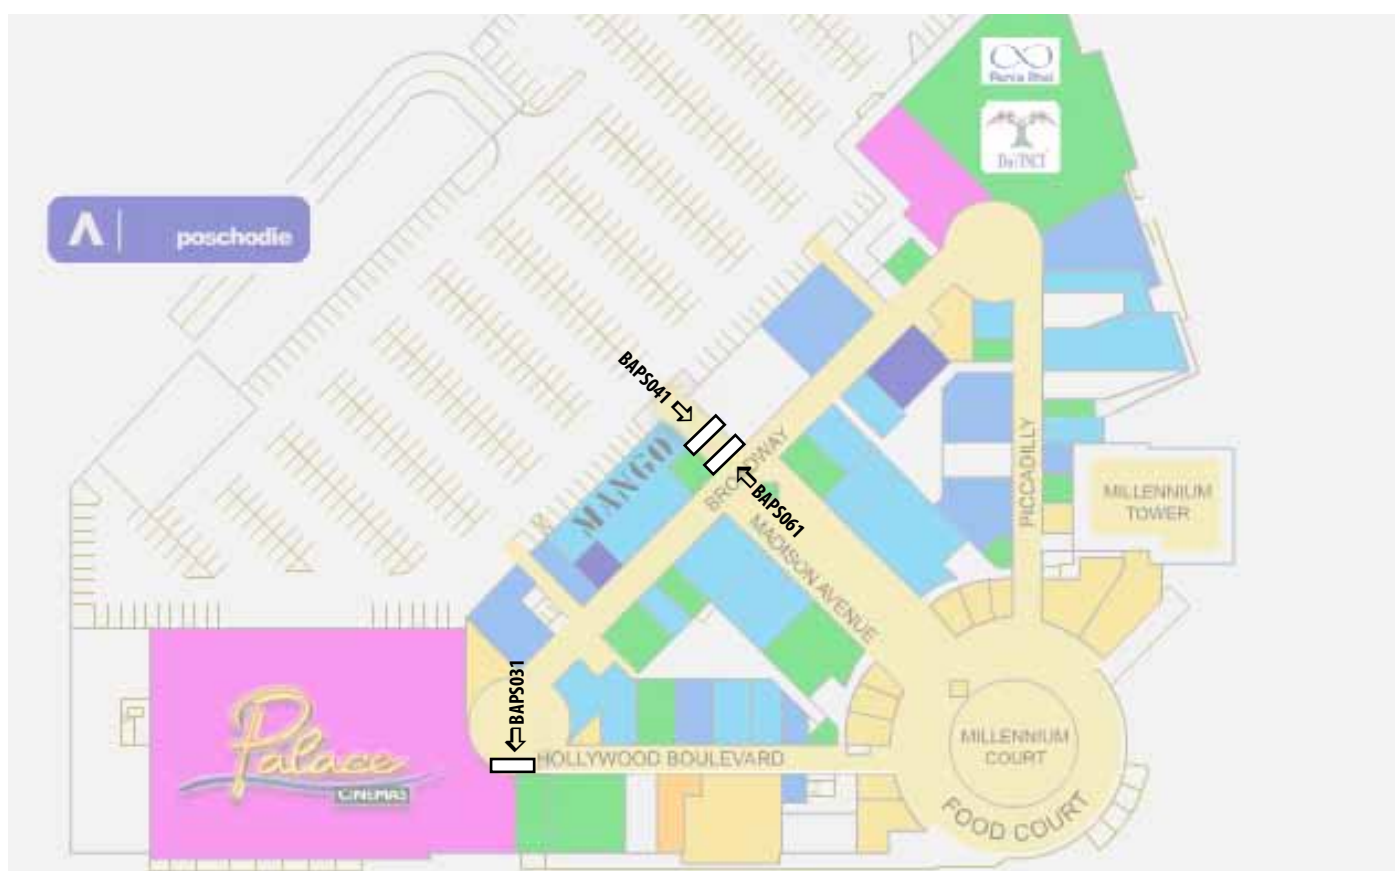 DaVINCI
Λ poschodie
BAPS041
MANGO
BROADWAY
BAPS061
MADISON AVENUE
PICCADILLY
MILLENNIUM
TOWER
BAPS031
Palace
CINEMAS
HOLLYWOOD BOULEVARD
MILLENNIUM
COURT
FOOD COURT